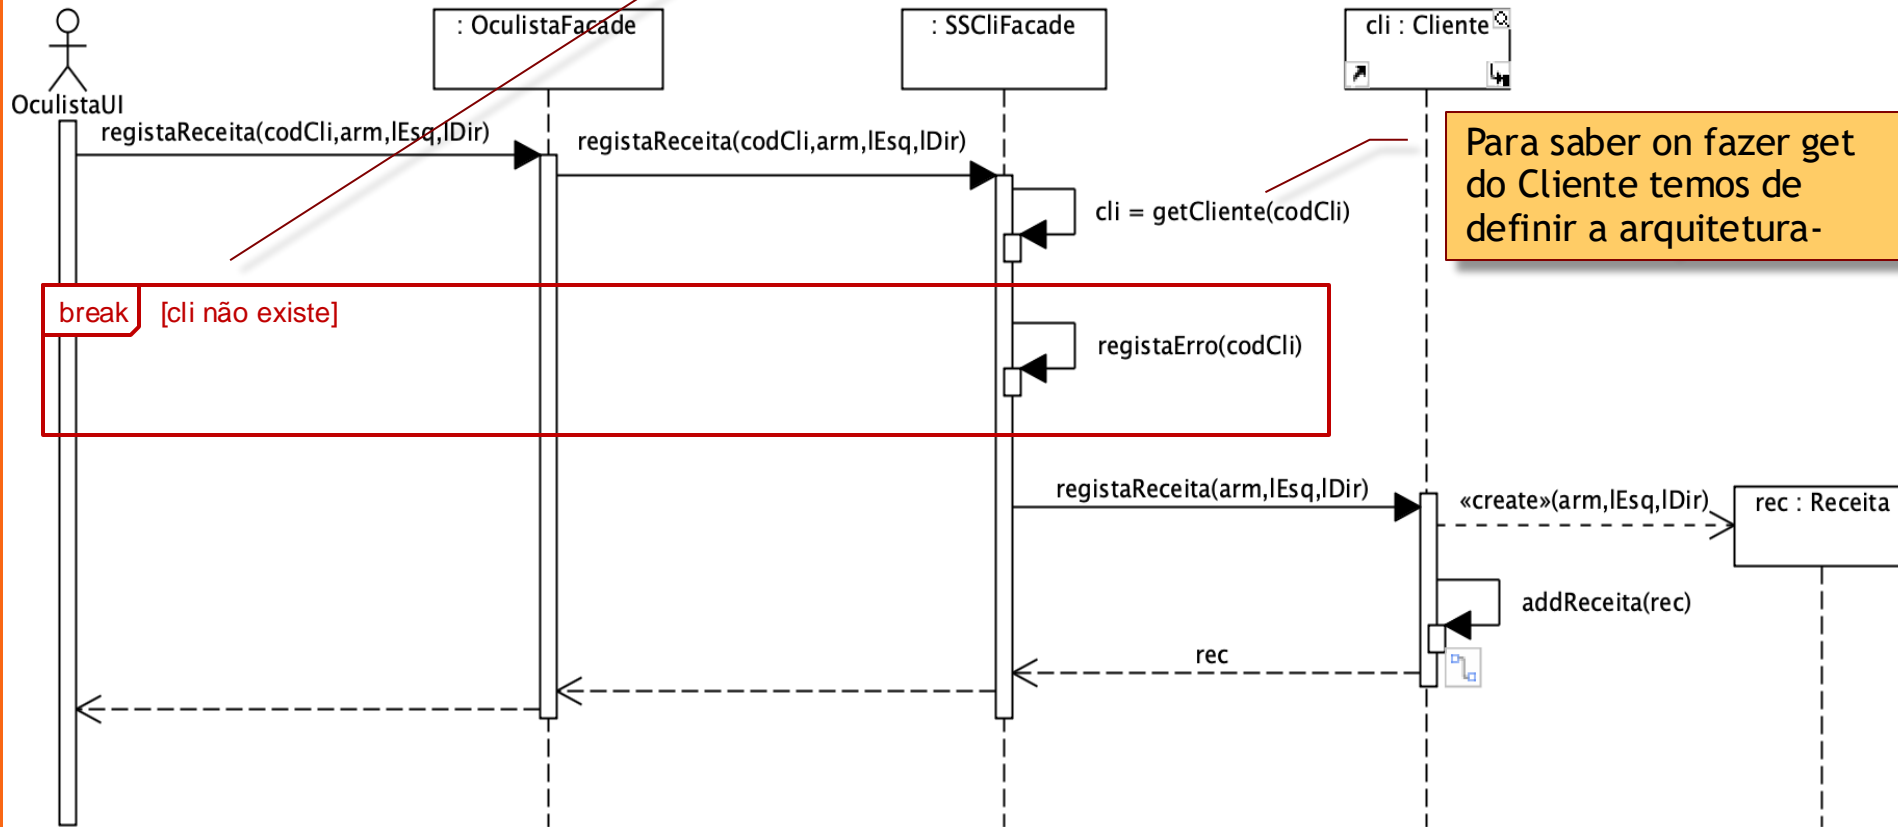 : OculistaFacade
: SSCliFacade
cli : Cliente
OculistaUI
registaReceita(codCli,arm,lEsq,lDir)
registaReceita(codCli,arm,lEsq,lDir)
cli = getCliente(codCli)
Para saber on fazer get
do Cliente temos de
definir a arquitetura-
break [cli não existe]
registaErro(codCli)
registaReceita(arm,lEsq,lDir)
«create»(arm,lEsq,lDir)
rec : Receita
addReceita(rec)
rec